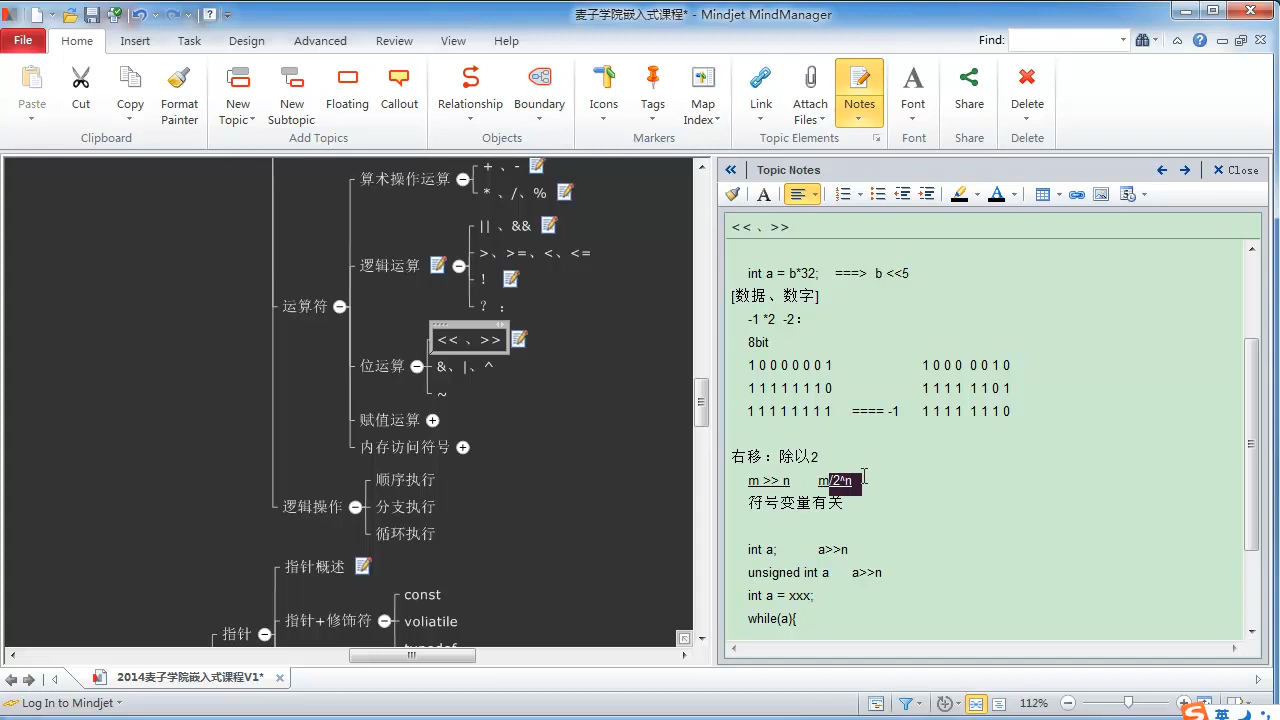 麦子学院嵌入式课程* - Mindjet MindManager
File Home Insert Task Design Advanced Review View Help Find:
Paste Cut Copy Format Painter New Topic New Subtopic Floating Callout Relationship Boundary Icons Tags Map Index Link Attach Files Notes Font Share Delete
Clipboard Add Topics Objects Markers Topic Elements Font Share Delete
算术操作运算
+ 、-
* 、/、%
逻辑运算
|| 、&&
>、>=、<、<=
!
? :
运算符
位运算
<< 、>>
&、|、^
~
赋值运算
内存访问符号
逻辑操作
顺序执行
分支执行
循环执行
指针概述
指针
指针+修饰符
const
voliatile
Topic Notes Close
<< 、>>
int a = b*32; ===> b <<5
[数据、数字]
-1 *2 -2:
8bit
1 0 0 0 0 0 0 1 1 0 0 0 0 0 1 0
1 1 1 1 1 1 1 0 1 1 1 1 1 1 0 1
1 1 1 1 1 1 1 1 ==== -1 1 1 1 1 1 1 1 0
右移：除以2
m >> n m/2^n
符号变量有关
int a; a>>n
unsigned int a a>>n
int a = xxx;
while(a){
2014麦子学院嵌入式课程V1*
Log In to Mindjet 112%
英